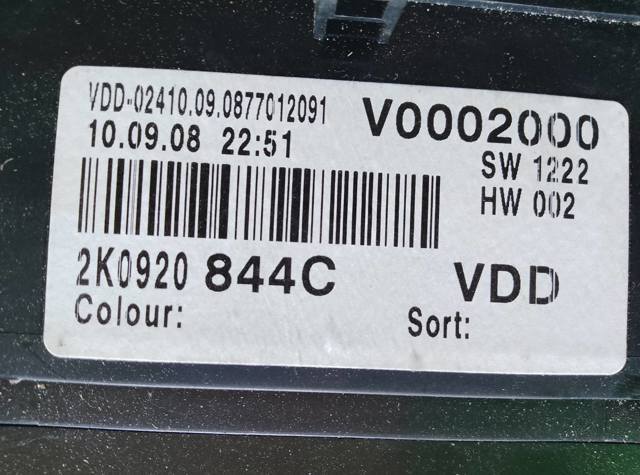 VDD-02410.09.0877012091
V0002000
10.09.08 22:51
SW 1222
HW 002
2K0920 844C
VDD
Colour:
Sort: